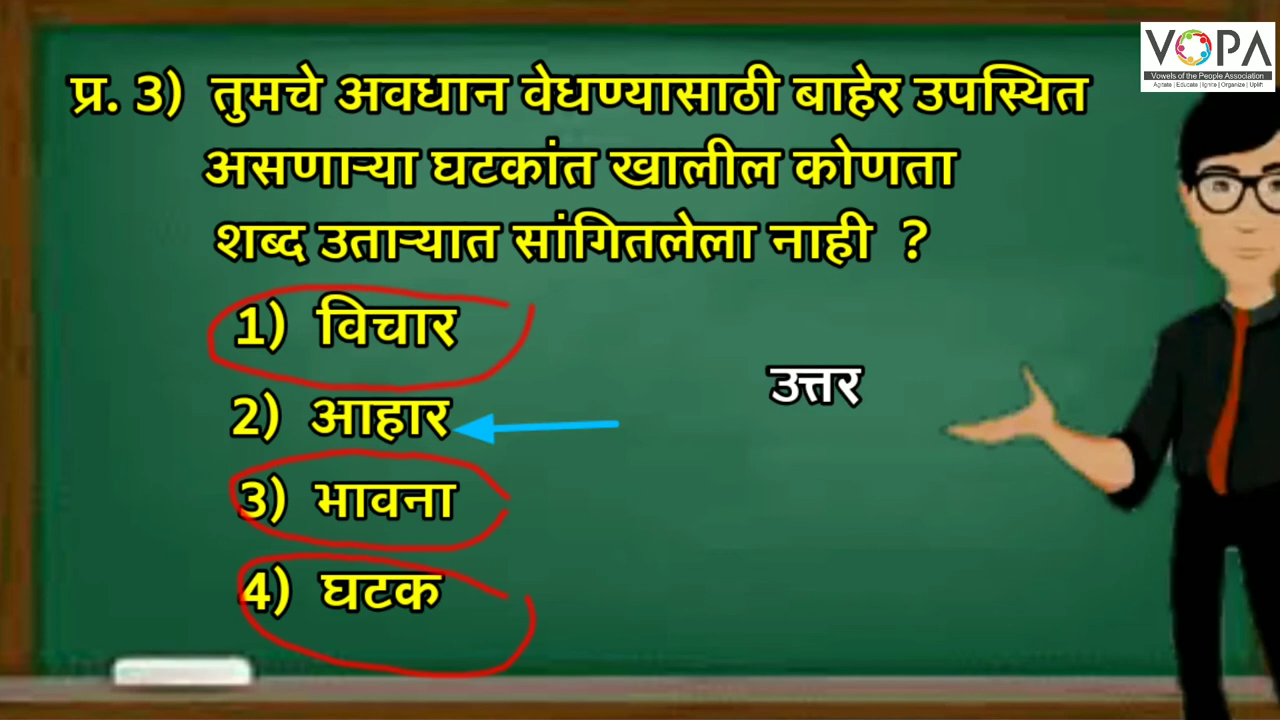 VOPA
Vowels of the People Association
Agitate | Educate | Ignite | Organize | Uplift
प्र. 3) तुमचे अवधान वेधण्यासाठी बाहेर उपस्थित
असणाऱ्या घटकांत खालील कोणता
शब्द उताऱ्यात सांगितलेला नाही ?
1) विचार
2) आहार
उत्तर
3) भावना
4) घटक